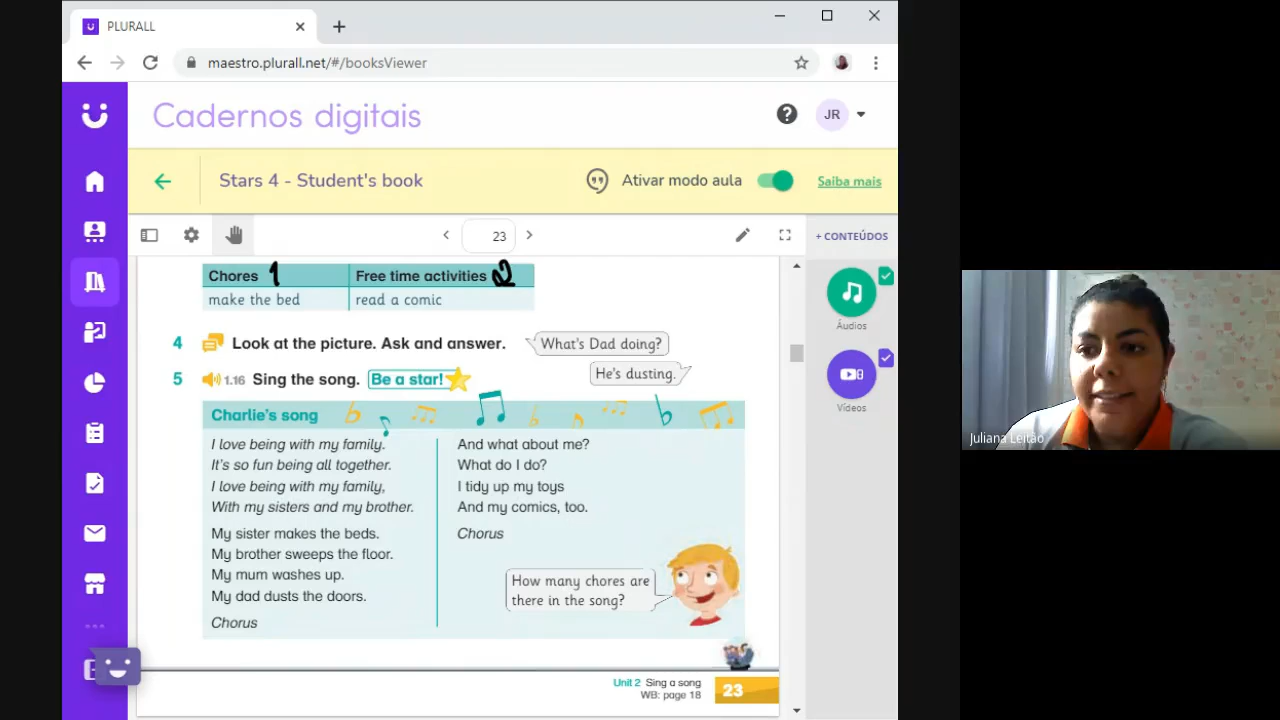 PLURALL
maestro.plurall.net/#/booksViewer
Cadernos digitais
JR
Stars 4 - Student's book
Ativar modo aula
Saiba mais
23
+ CONTEÚDOS
Chores 1
Free time activities 2
make the bed
read a comic
4 Look at the picture. Ask and answer.
What's Dad doing?
He's dusting.
5 1.16 Sing the song. Be a star!
Charlie's song
I love being with my family.
It's so fun being all together.
I love being with my family,
With my sisters and my brother.
My sister makes the beds.
My brother sweeps the floor.
My mum washes up.
My dad dusts the doors.
Chorus
And what about me?
What do I do?
I tidy up my toys
And my comics, too.
Chorus
How many chores are
there in the song?
Unit 2 Sing a song
WB: page 18
23
Áudios
Vídeos
Juliana Leitão